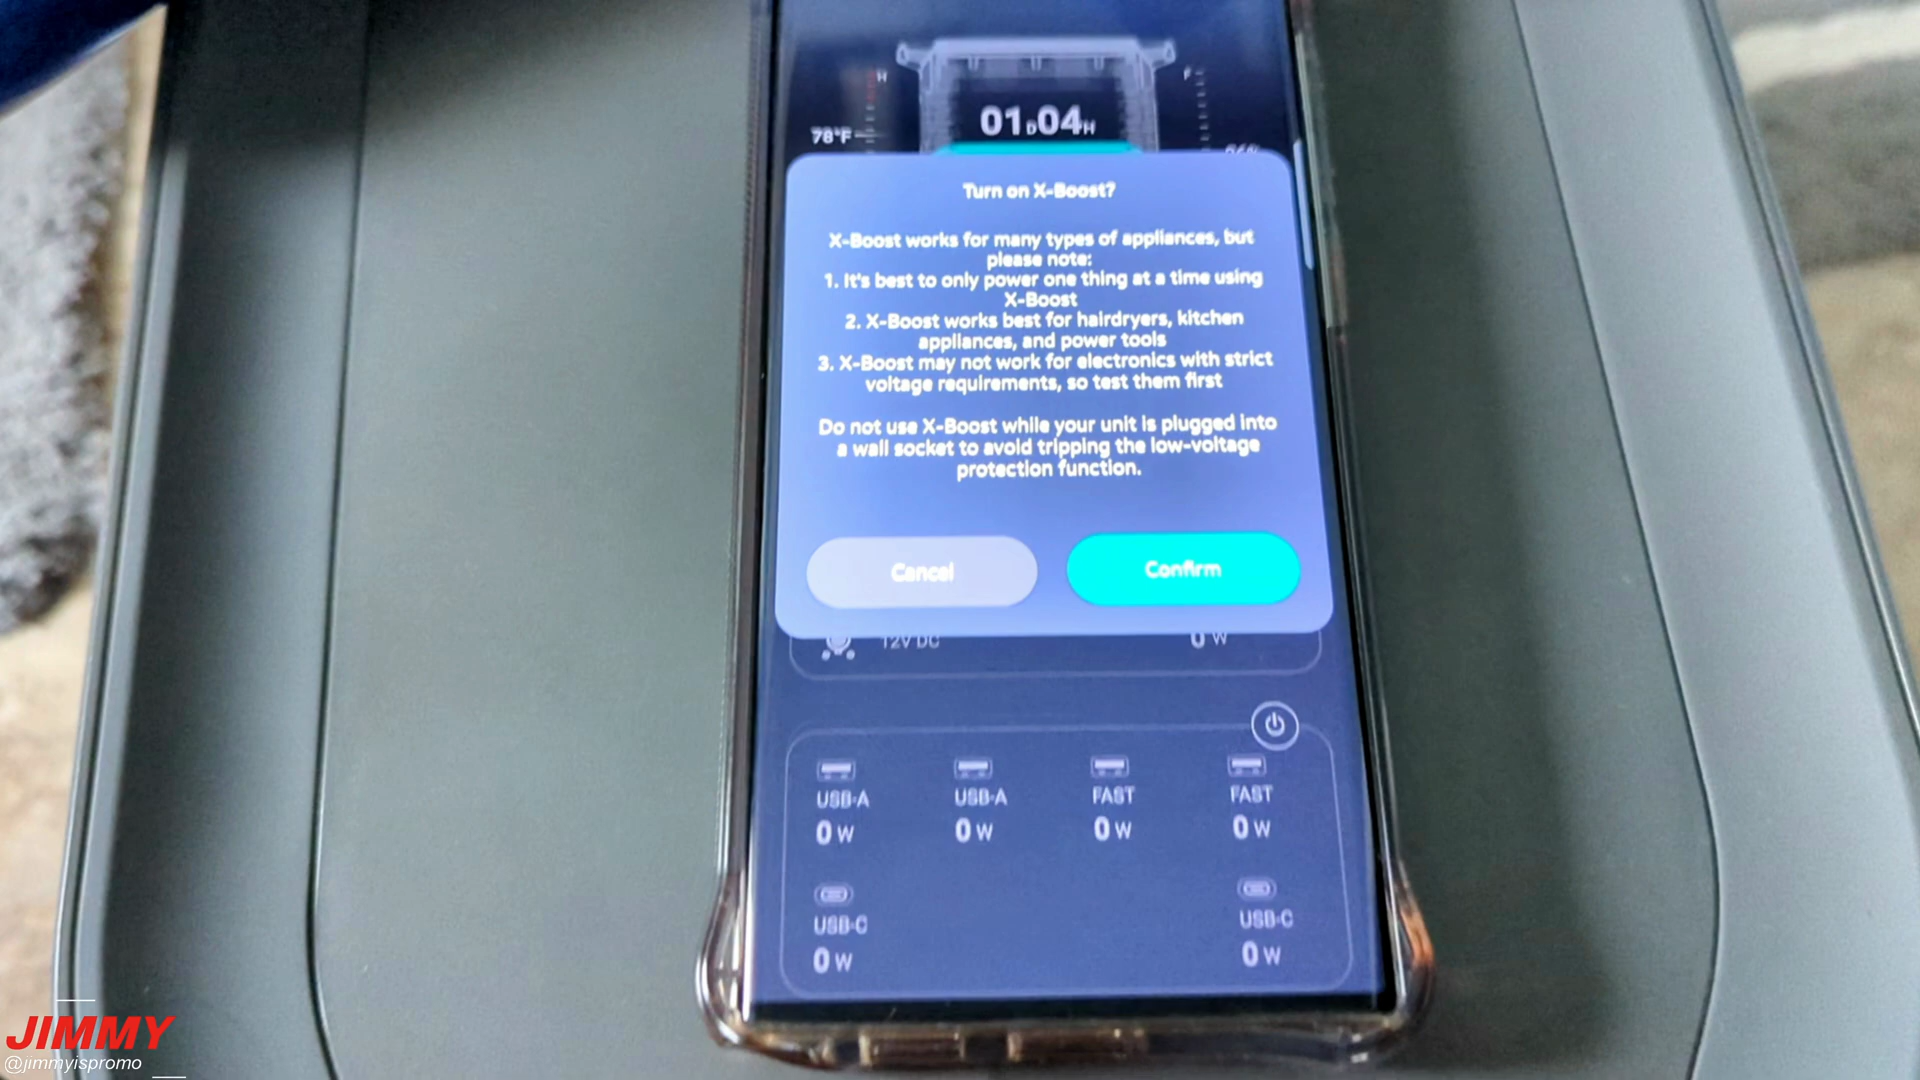 H
F
01D04H
78°F
Turn on X-Boost?
X-Boost works for many types of appliances, but
please note:
1. It's best to only power one thing at a time using
X-Boost
2. X-Boost works best for hairdryers, kitchen
appliances, and power tools
3. X-Boost may not work for electronics with strict
voltage requirements, so test them first
Do not use X-Boost while your unit is plugged into
a wall socket to avoid tripping the low-voltage
protection function.
Cancel Confirm
12V DC 0 W
USB-A USB-A FAST FAST
0 W 0 W 0 W 0 W
USB-C USB-C
0 W 0 W
JIMMY
@jimmyispromo